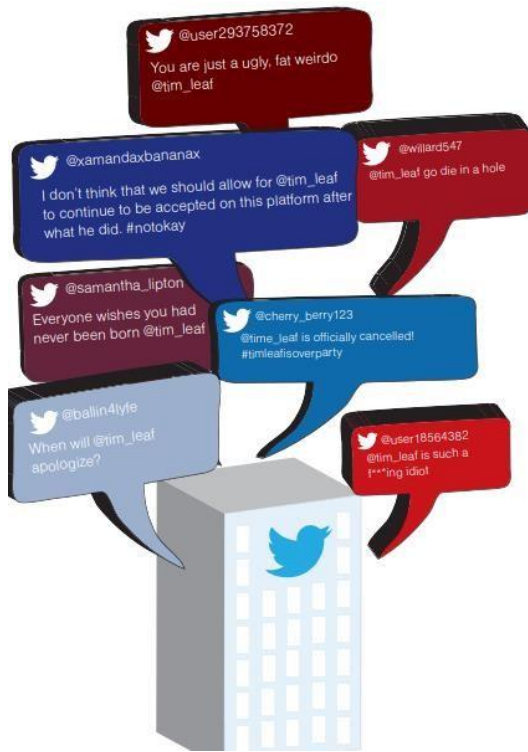 @user293758372
You are just a ugly, fat weirdo
@tim_leaf
@xamandaxbananax
I don't think that we should allow for @tim_leaf
to continue to be accepted on this platform after
what he did. #notokay
@willard547
@tim_leaf go die in a hole
@samantha_lipton
Everyone wishes you had
never been born @tim_leaf
@cherry_berry123
@time_leaf is officially cancelled!
#timleafisoverparty
@ballin4lyfe
When will @tim_leaf
apologize?
@user18564382
@tim_leaf is such a
f***ing idiot